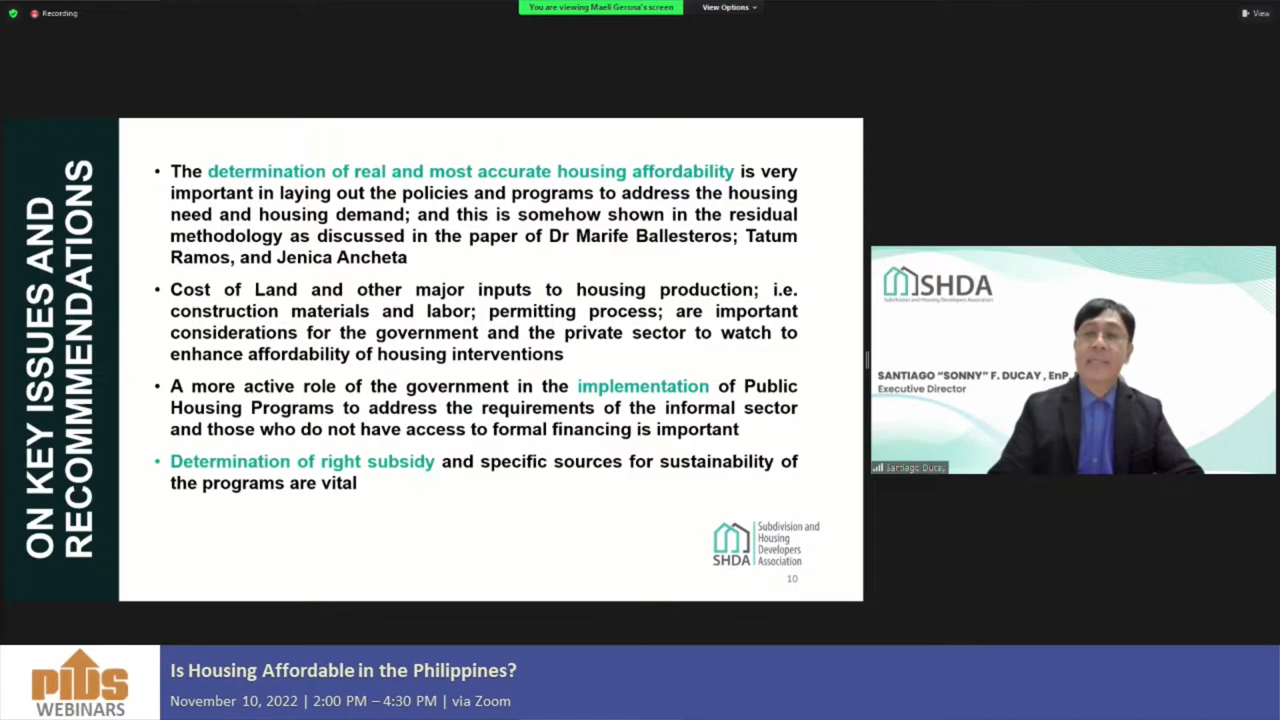 Recording
You are viewing Maeli Gerona's screen
View Options
View
ON KEY ISSUES AND
RECOMMENDATIONS
• The determination of real and most accurate housing affordability is very
important in laying out the policies and programs to address the housing
need and housing demand; and this is somehow shown in the residual
methodology as discussed in the paper of Dr Marife Ballesteros; Tatum
Ramos, and Jenica Ancheta
• Cost of Land and other major inputs to housing production; i.e.
construction materials and labor; permitting process; are important
considerations for the government and the private sector to watch to
enhance affordability of housing interventions
• A more active role of the government in the implementation of Public
Housing Programs to address the requirements of the informal sector
and those who do not have access to formal financing is important
• Determination of right subsidy and specific sources for sustainability of
the programs are vital
SHDA
Subdivision and
Housing
Developers
Association
10
SHDA
Subdivision and Housing Developers Association
SANTIAGO “SONNY” F. DUCAY , EnP.
Executive Director
Santiago Ducay
PIDS
WEBINARS
Is Housing Affordable in the Philippines?
November 10, 2022 | 2:00 PM – 4:30 PM | via Zoom